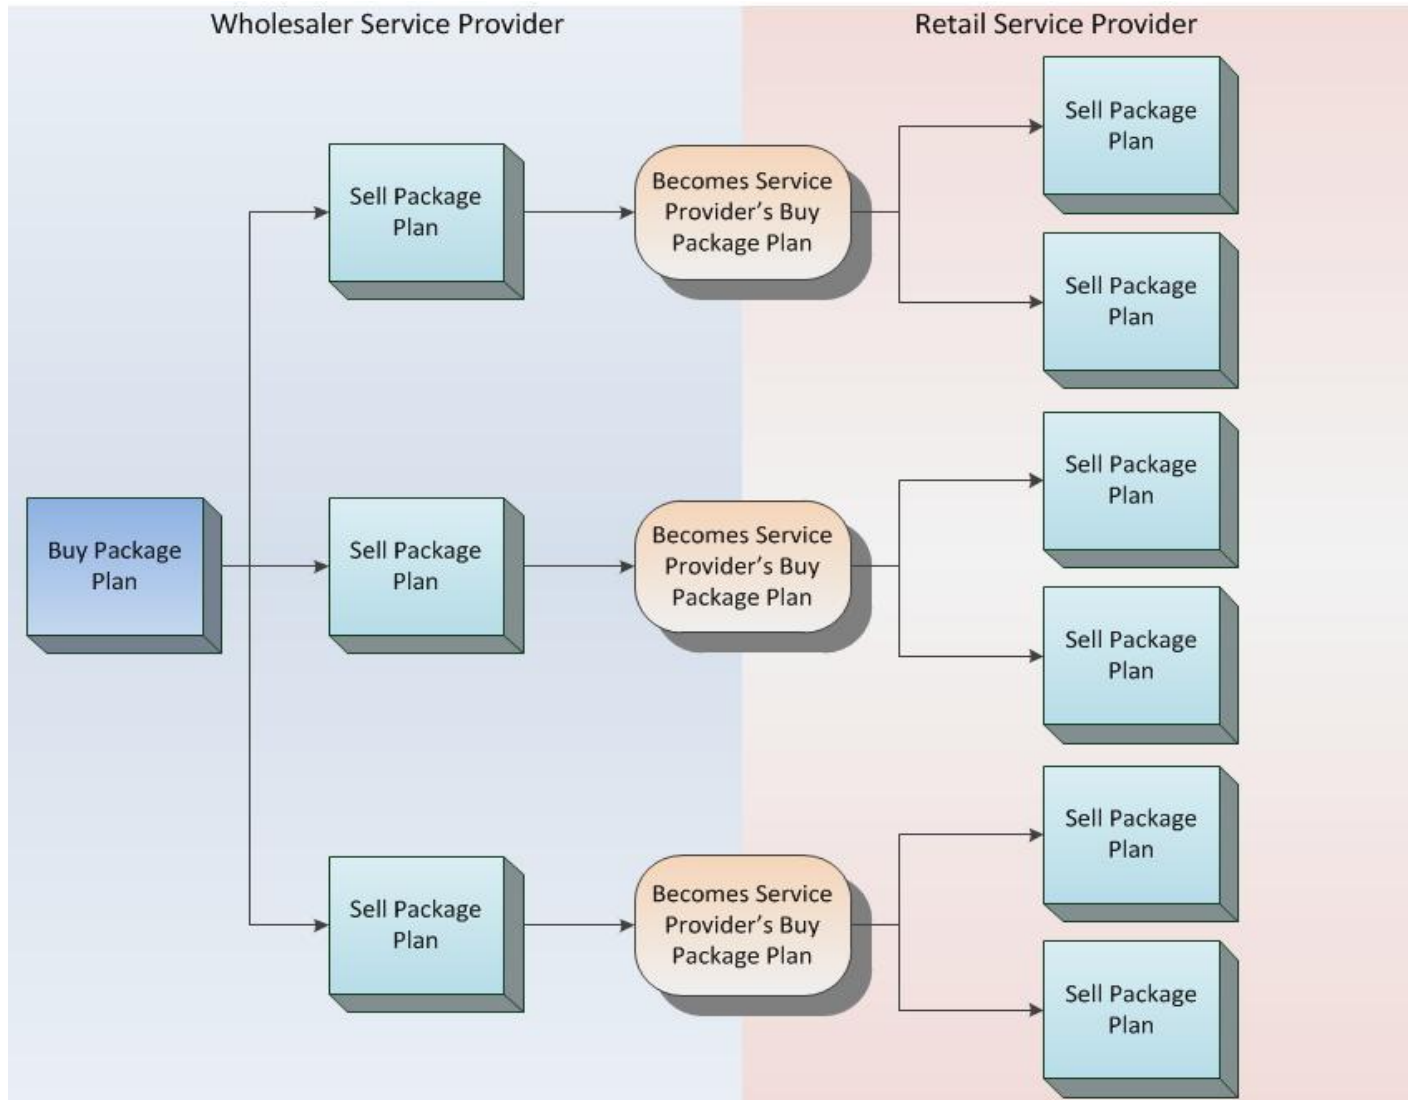 Wholesaler Service Provider
Retail Service Provider
Sell Package
Plan
Sell Package
Plan
Becomes Service
Provider’s Buy
Package Plan
Sell Package
Plan
Sell Package
Plan
Buy Package
Plan
Sell Package
Plan
Becomes Service
Provider’s Buy
Package Plan
Sell Package
Plan
Sell Package
Plan
Sell Package
Plan
Becomes Service
Provider’s Buy
Package Plan
Sell Package
Plan